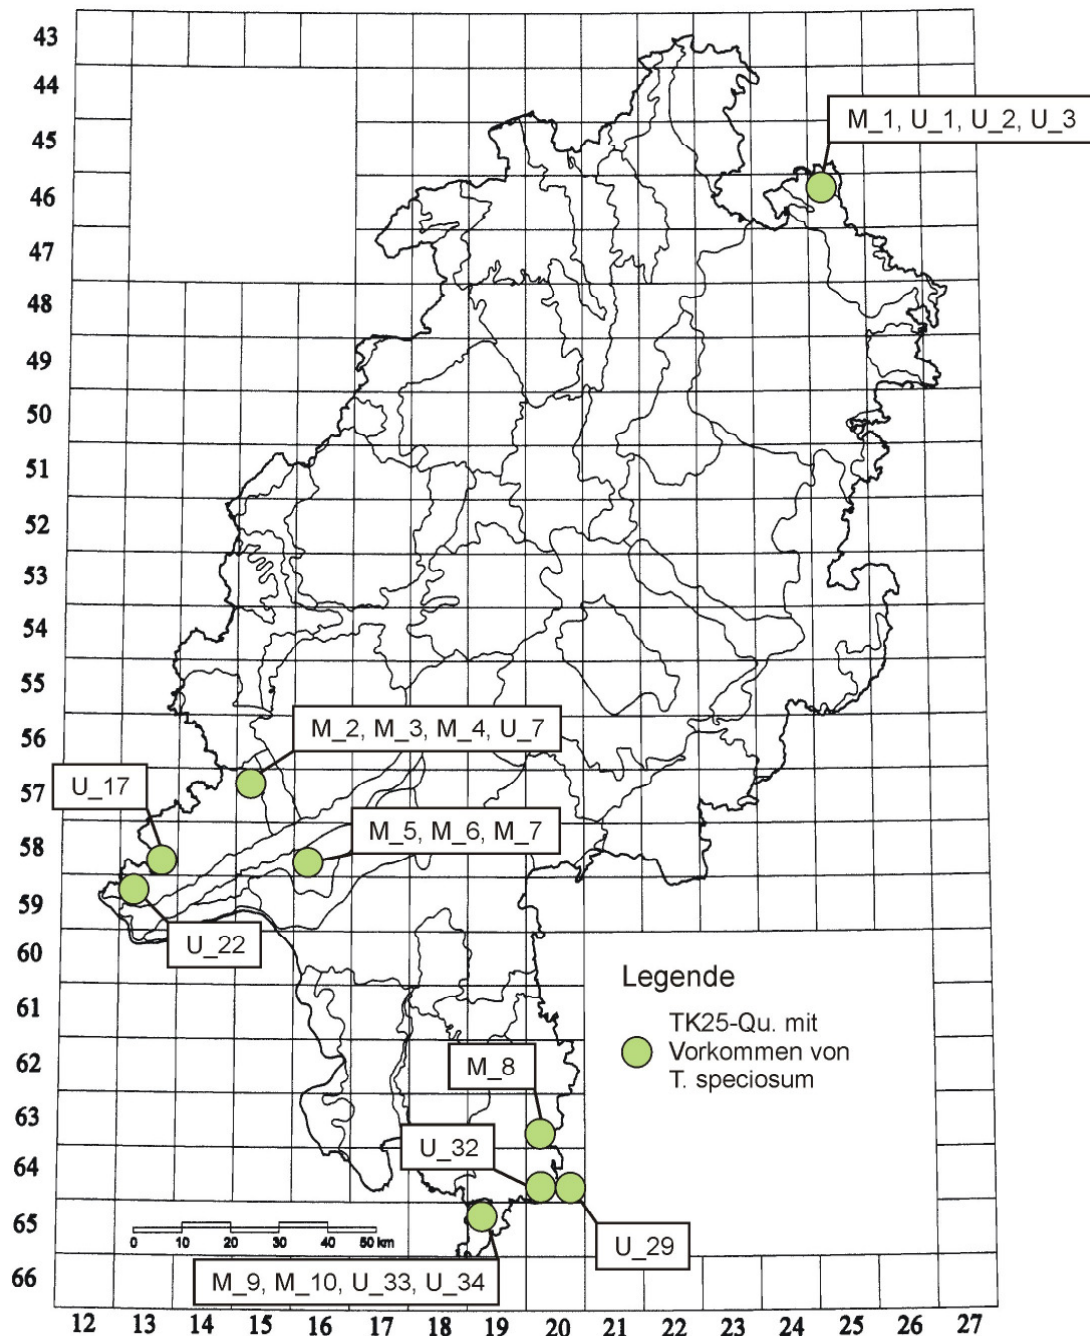 43
44
45
46
47
48
49
50
51
52
53
54
55
56
57
58
59
60
61
62
63
64
65
66
M_1, U_1, U_2, U_3
M_2, M_3, M_4, U_7
U_17
M_5, M_6, M_7
U_22
Legende
TK25-Qu. mit
Vorkommen von
T. speciosum
M_8
U_32
U_29
0 10 20 30 40 50 km
M_9, M_10, U_33, U_34
12 13 14 15 16 17 18 19 20 21 22 23 24 25 26 27